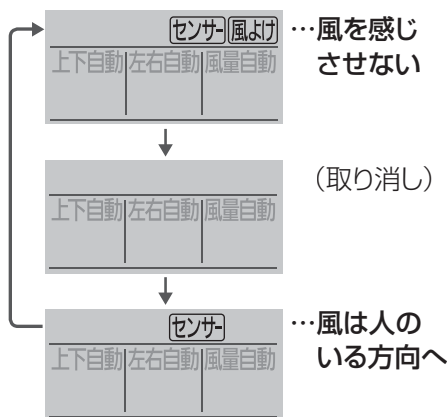 センサー 風よけ …風を感じ
させない
上下自動 左右自動 風量自動
（取り消し）
上下自動 左右自動 風量自動
センサー …風は人の
いる方向へ
上下自動 左右自動 風量自動